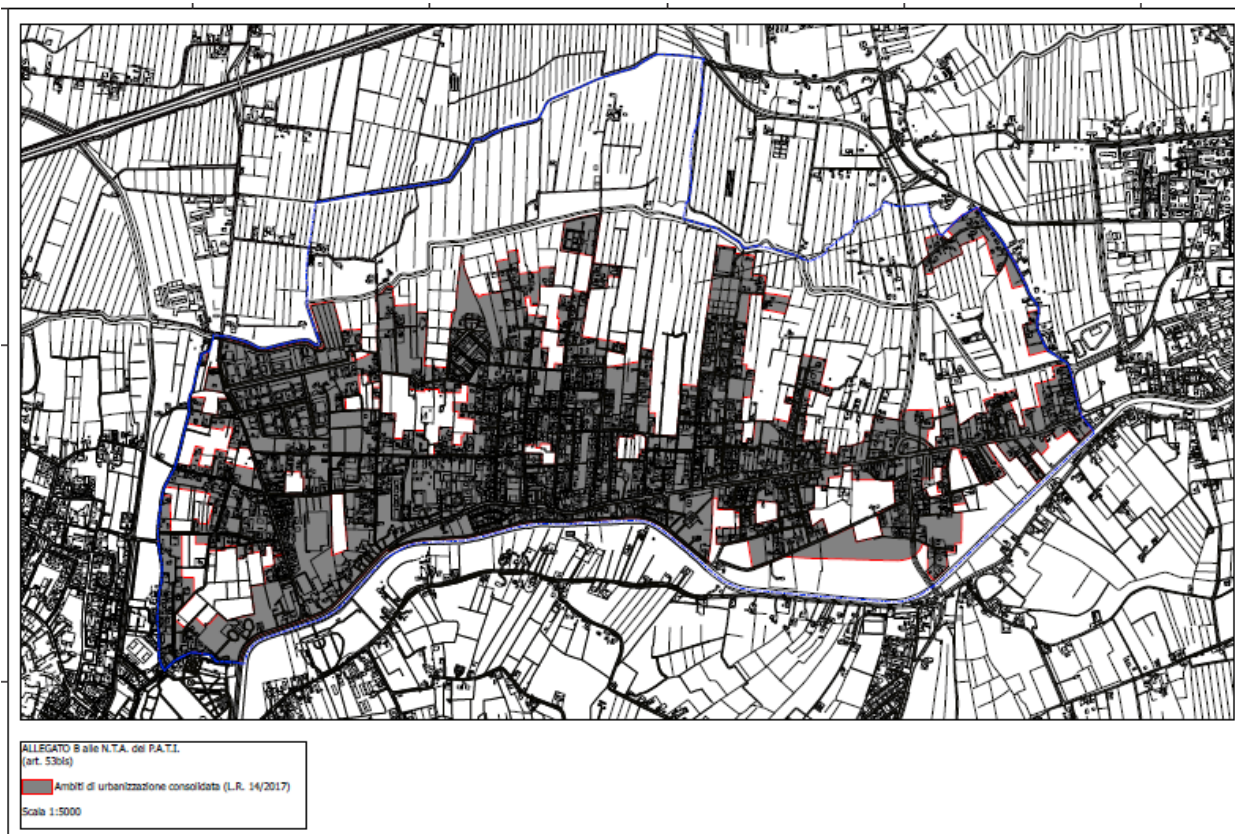 ALLEGATO B alle N.T.A. del P.A.T.I.
(art. 53bis)
Ambiti di urbanizzazione consolidata (L.R. 14/2017)
Scala 1:5000